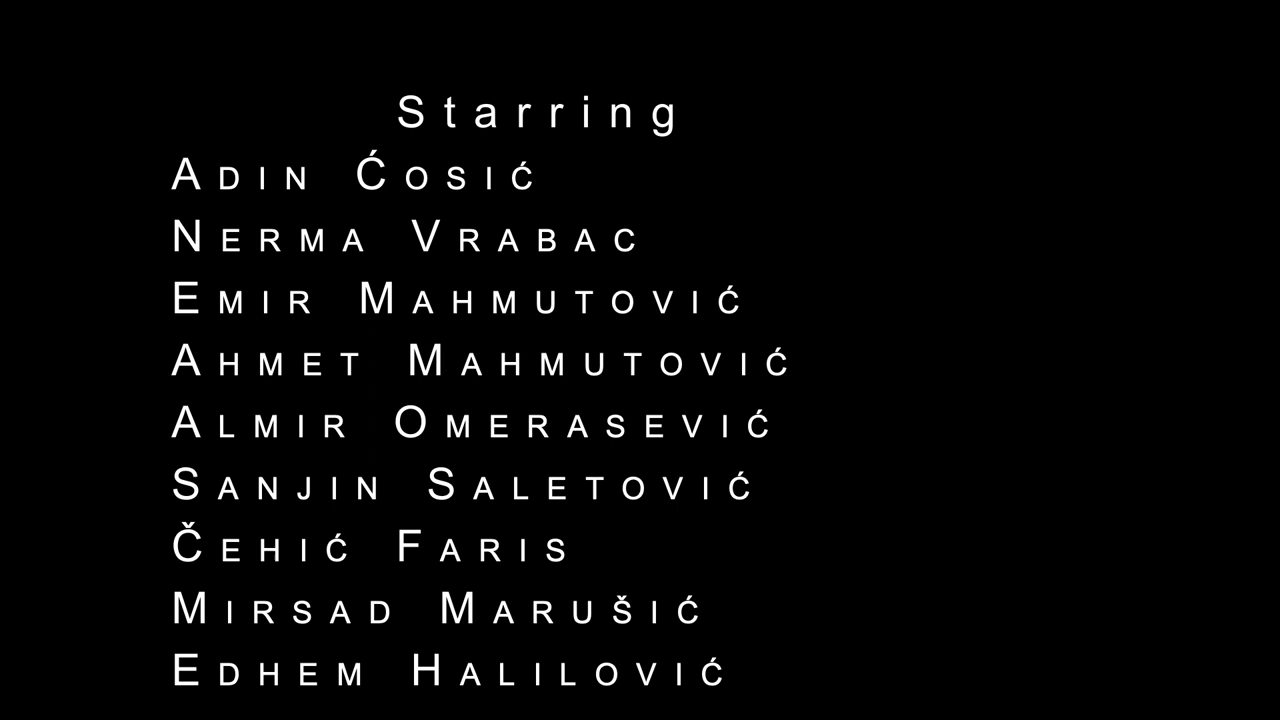 Starring
Adin Ćosić
Nerma Vrabac
Emir Mahmutović
Ahmet Mahmutović
Almir Omerasević
Sanjin Saletović
Čehić Faris
Mirsad Marušić
Edhem Halilović